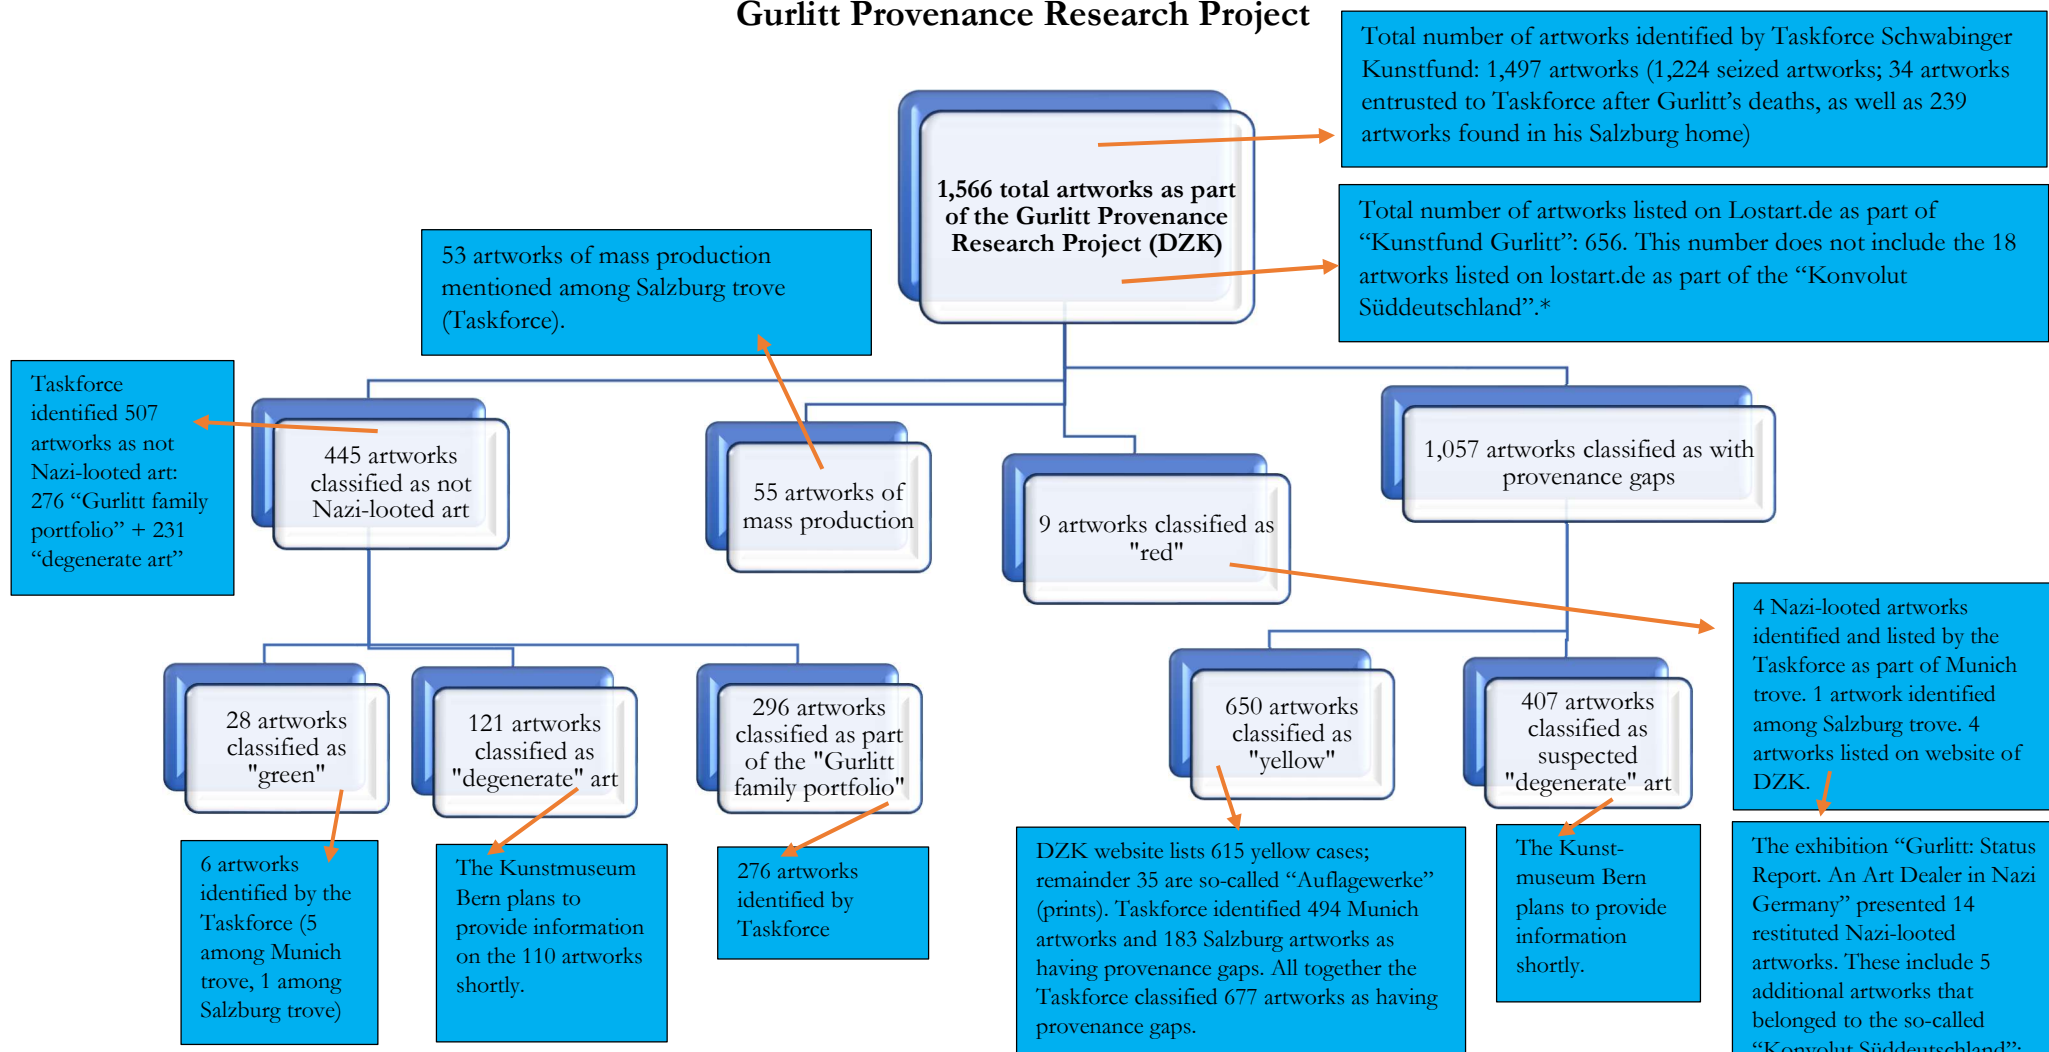 Gurlitt Provenance Research Project
Total number of artworks identified by Taskforce Schwabinger
Kunstfund: 1,497 artworks (1,224 seized artworks; 34 artworks
entrusted to Taskforce after Gurlitt’s deaths, as well as 239
artworks found in his Salzburg home)
1,566 total artworks as part
of the Gurlitt Provenance
Research Project (DZK)
Total number of artworks listed on Lostart.de as part of
“Kunstfund Gurlitt”: 656. This number does not include the 18
artworks listed on lostart.de as part of the “Konvolut
Süddeutschland”.*
53 artworks of mass production
mentioned among Salzburg trove
(Taskforce).
Taskforce
identified 507
artworks as not
Nazi-looted art:
276 “Gurlitt family
portfolio” + 231
“degenerate art”
445 artworks
classified as not
Nazi-looted art
55 artworks of
mass production
9 artworks classified as
"red"
1,057 artworks classified as with
provenance gaps
4 Nazi-looted artworks
identified and listed by the
Taskforce as part of Munich
trove. 1 artwork identified
among Salzburg trove. 4
artworks listed on website of
DZK.
28 artworks
classified as
"green"
121 artworks
classified as
"degenerate" art
296 artworks
classified as part
of the "Gurlitt
family portfolio"
650 artworks
classified as
"yellow"
407 artworks
classified as
suspected
"degenerate" art
6 artworks
identified by the
Taskforce (5
among Munich
trove, 1 among
Salzburg trove)
The Kunstmuseum
Bern plans to
provide information
on the 110 artworks
shortly.
276 artworks
identified by
Taskforce
DZK website lists 615 yellow cases;
remainder 35 are so-called “Auflagewerke”
(prints). Taskforce identified 494 Munich
artworks and 183 Salzburg artworks as
having provenance gaps. All together the
Taskforce classified 677 artworks as having
provenance gaps.
The Kunst-
museum Bern
plans to provide
information
shortly.
The exhibition “Gurlitt: Status
Report. An Art Dealer in Nazi
Germany” presented 14
restituted Nazi-looted
artworks. These include 5
additional artworks that
belonged to the so-called
“Konvolut Süddeutschland”;